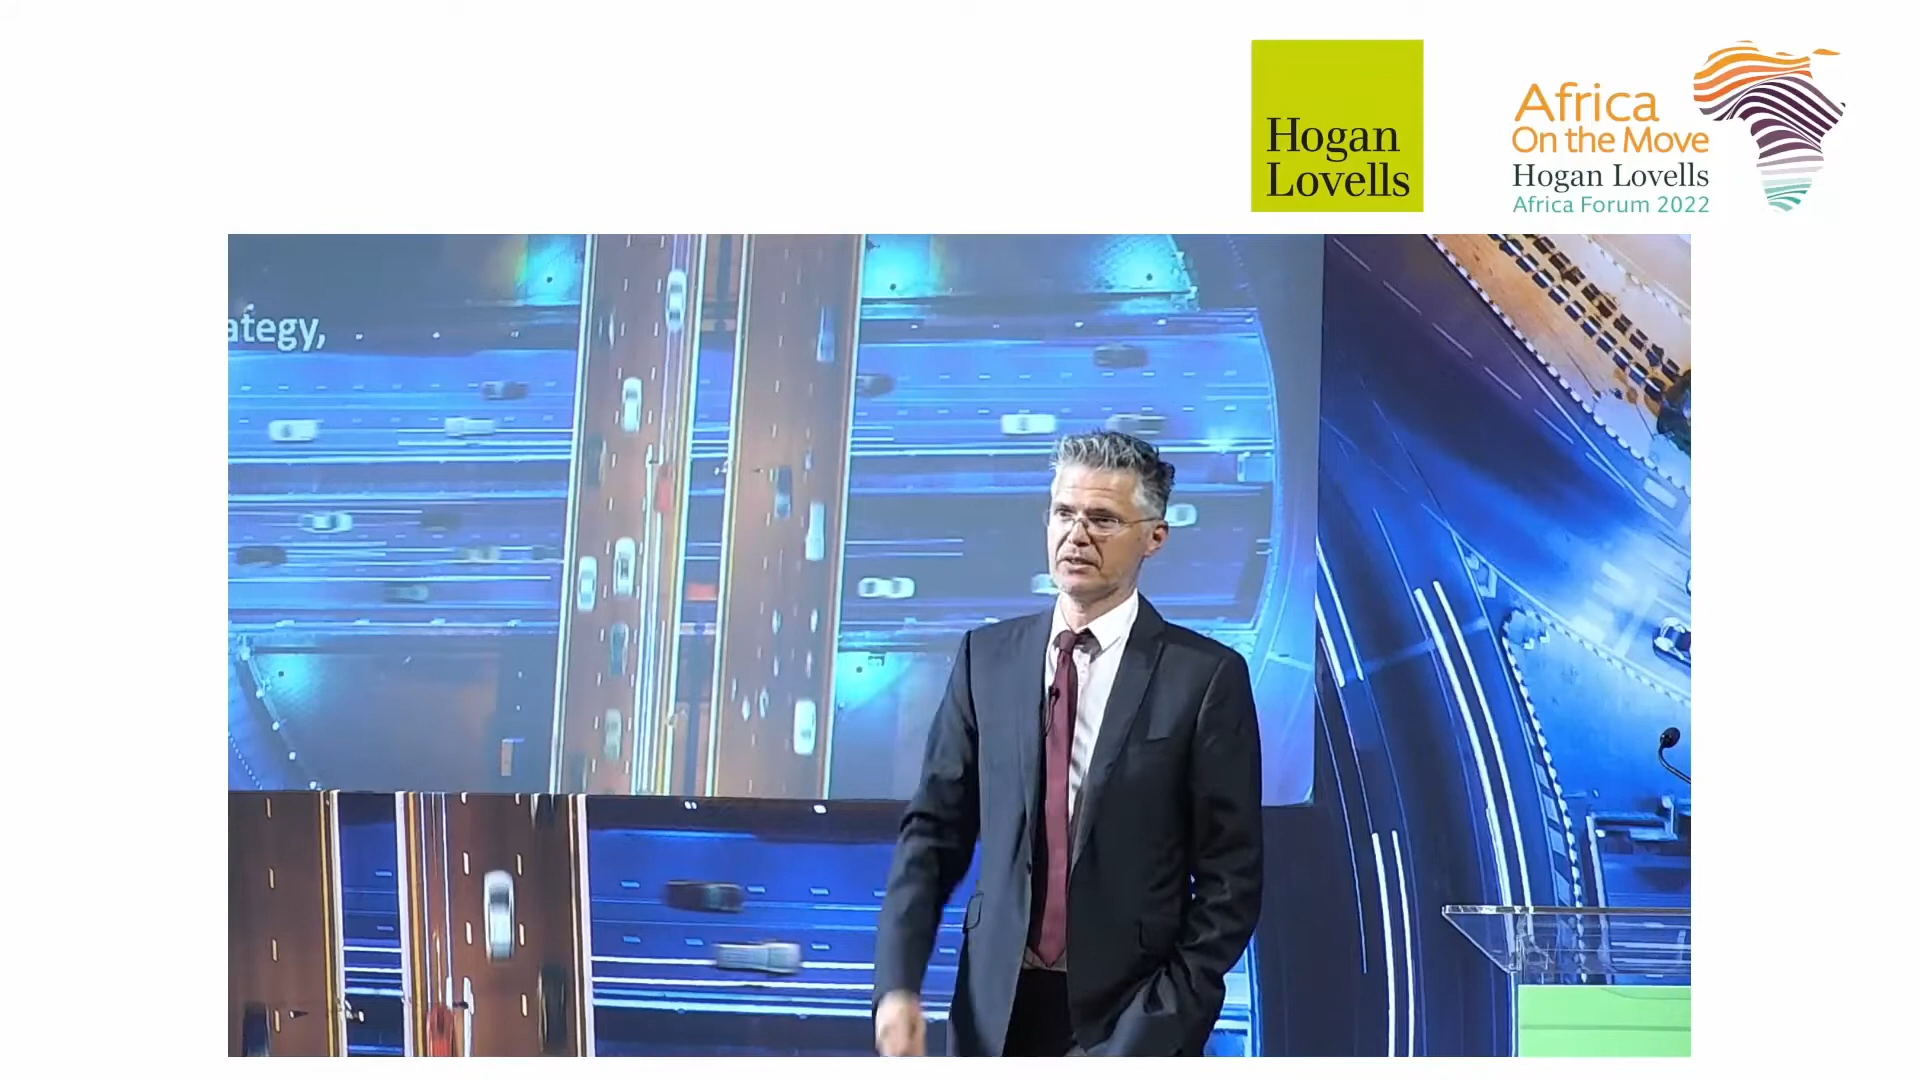 Hogan
Lovells
Africa
On the Move
Hogan Lovells
Africa Forum 2022
ategy,